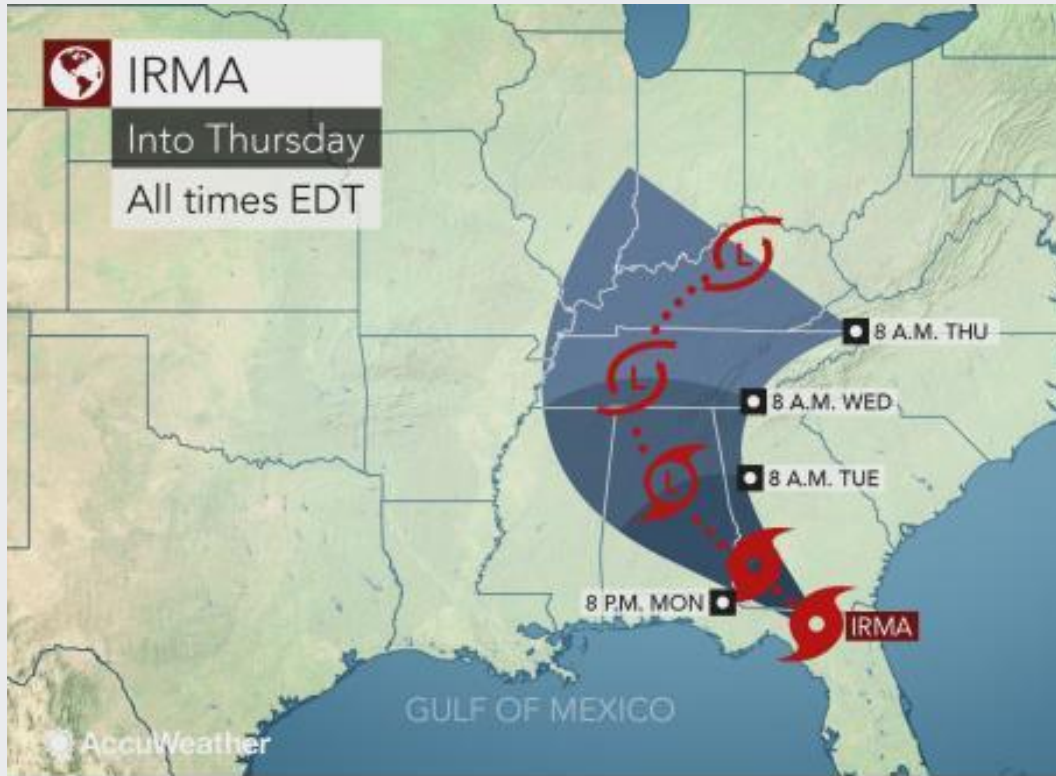 IRMA
Into Thursday
All times EDT
L
8 A.M. THU
L
8 A.M. WED
8 A.M. TUE
L
8 P.M. MON
IRMA
GULF OF MEXICO
AccuWeather